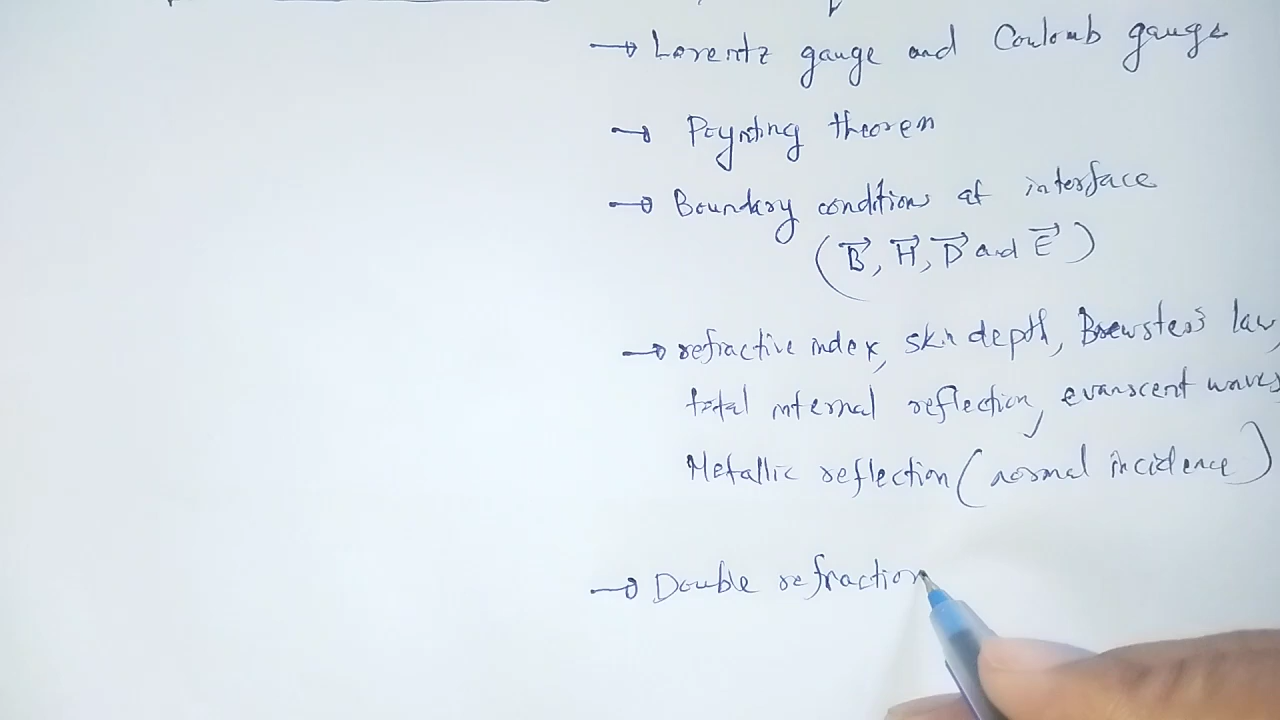 → Lorentz gauge and Coulomb gauge
→ Poynting theorem
→ Boundary conditions at interface
(B⃗, H⃗, D⃗ and E⃗)
→ refractive index, skin depth, Brewster's law,
total internal reflection, evanscent waves
Metallic reflection (normal incidence)
→ Double refraction